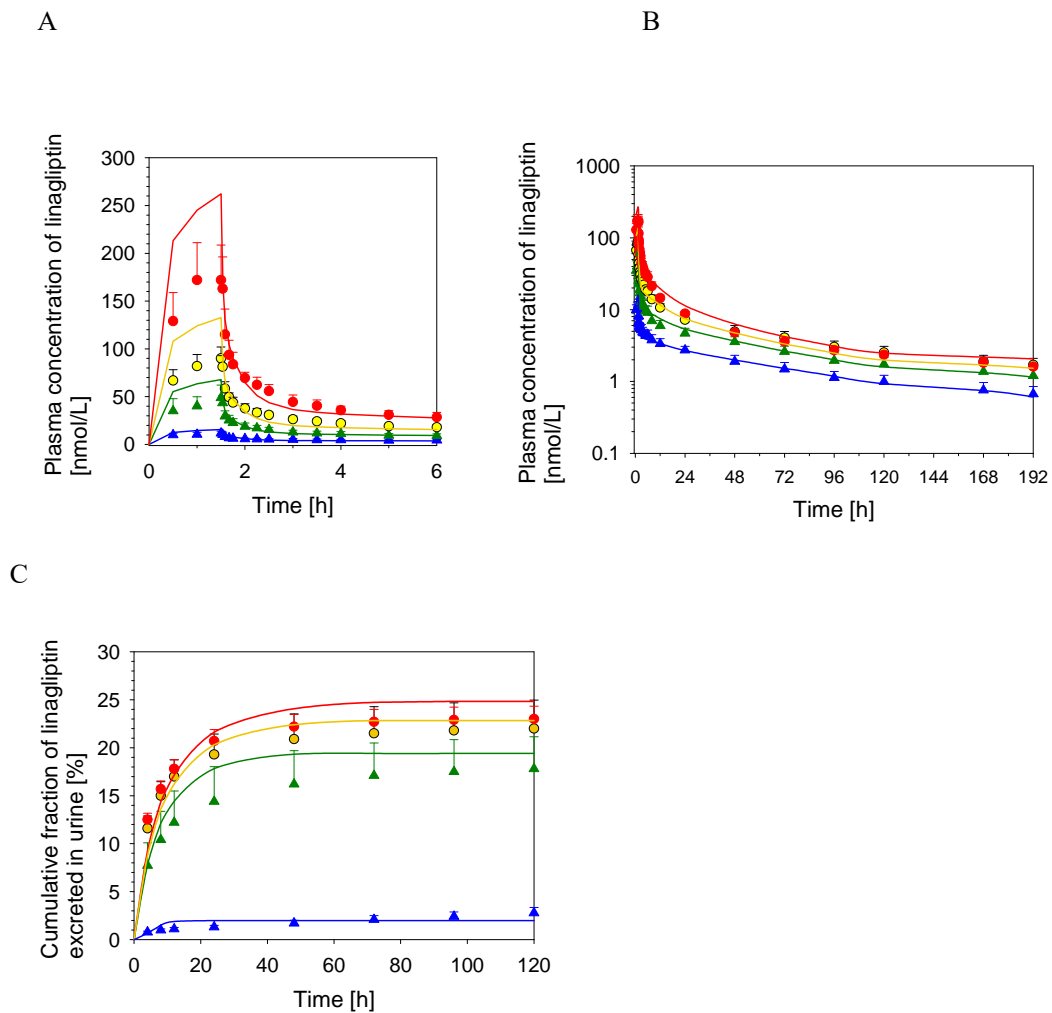 A
B
Plasma concentration of linagliptin
[nmol/L]
300
250
200
150
100
50
0
0 1 2 3 4 5 6
Time [h]
Plasma concentration of linagliptin
[nmol/L]
1000
100
10
1
0.1
0 24 48 72 96 120 144 168 192
Time [h]
C
Cumulative fraction of linagliptin
excreted in urine [%]
30
25
20
15
10
5
0
0 20 40 60 80 100 120
Time [h]